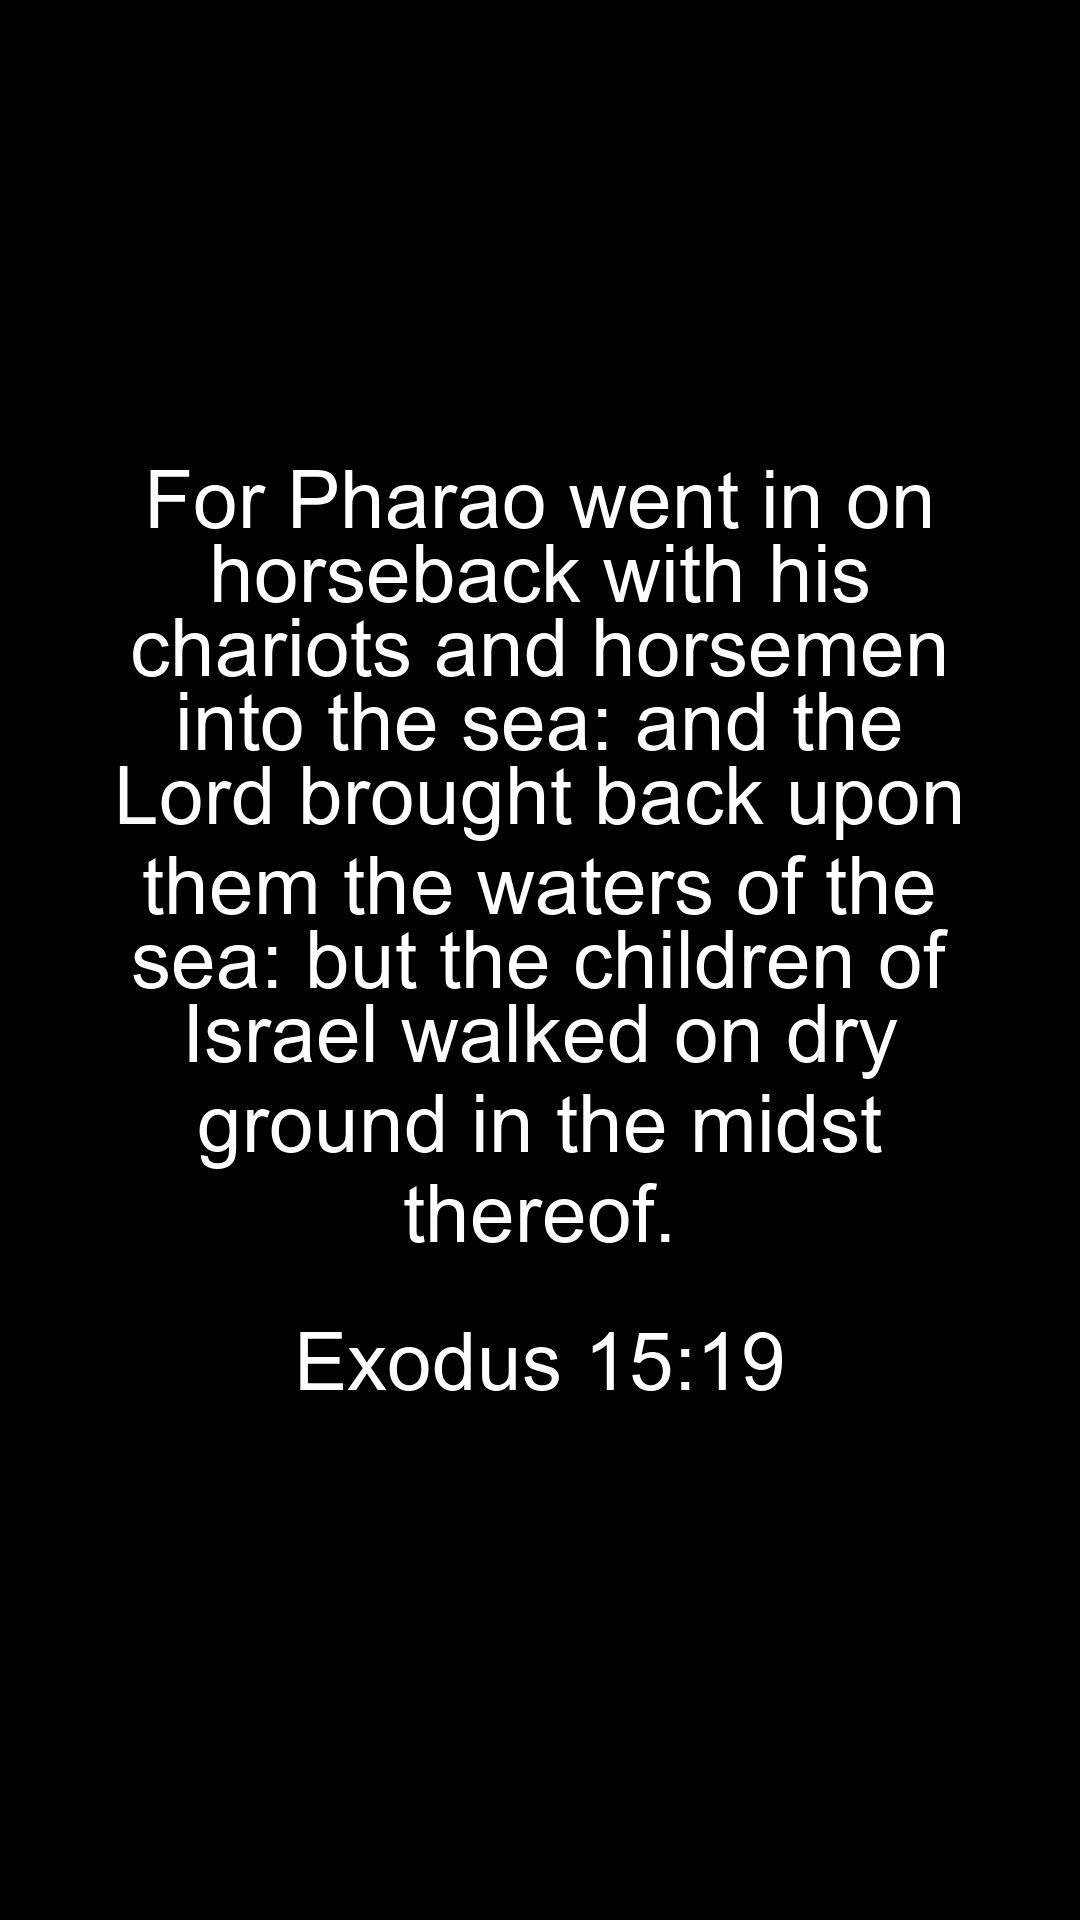 For Pharao went in on
horseback with his
chariots and horsemen
into the sea: and the
Lord brought back upon
them the waters of the
sea: but the children of
Israel walked on dry
ground in the midst
thereof.
Exodus 15:19